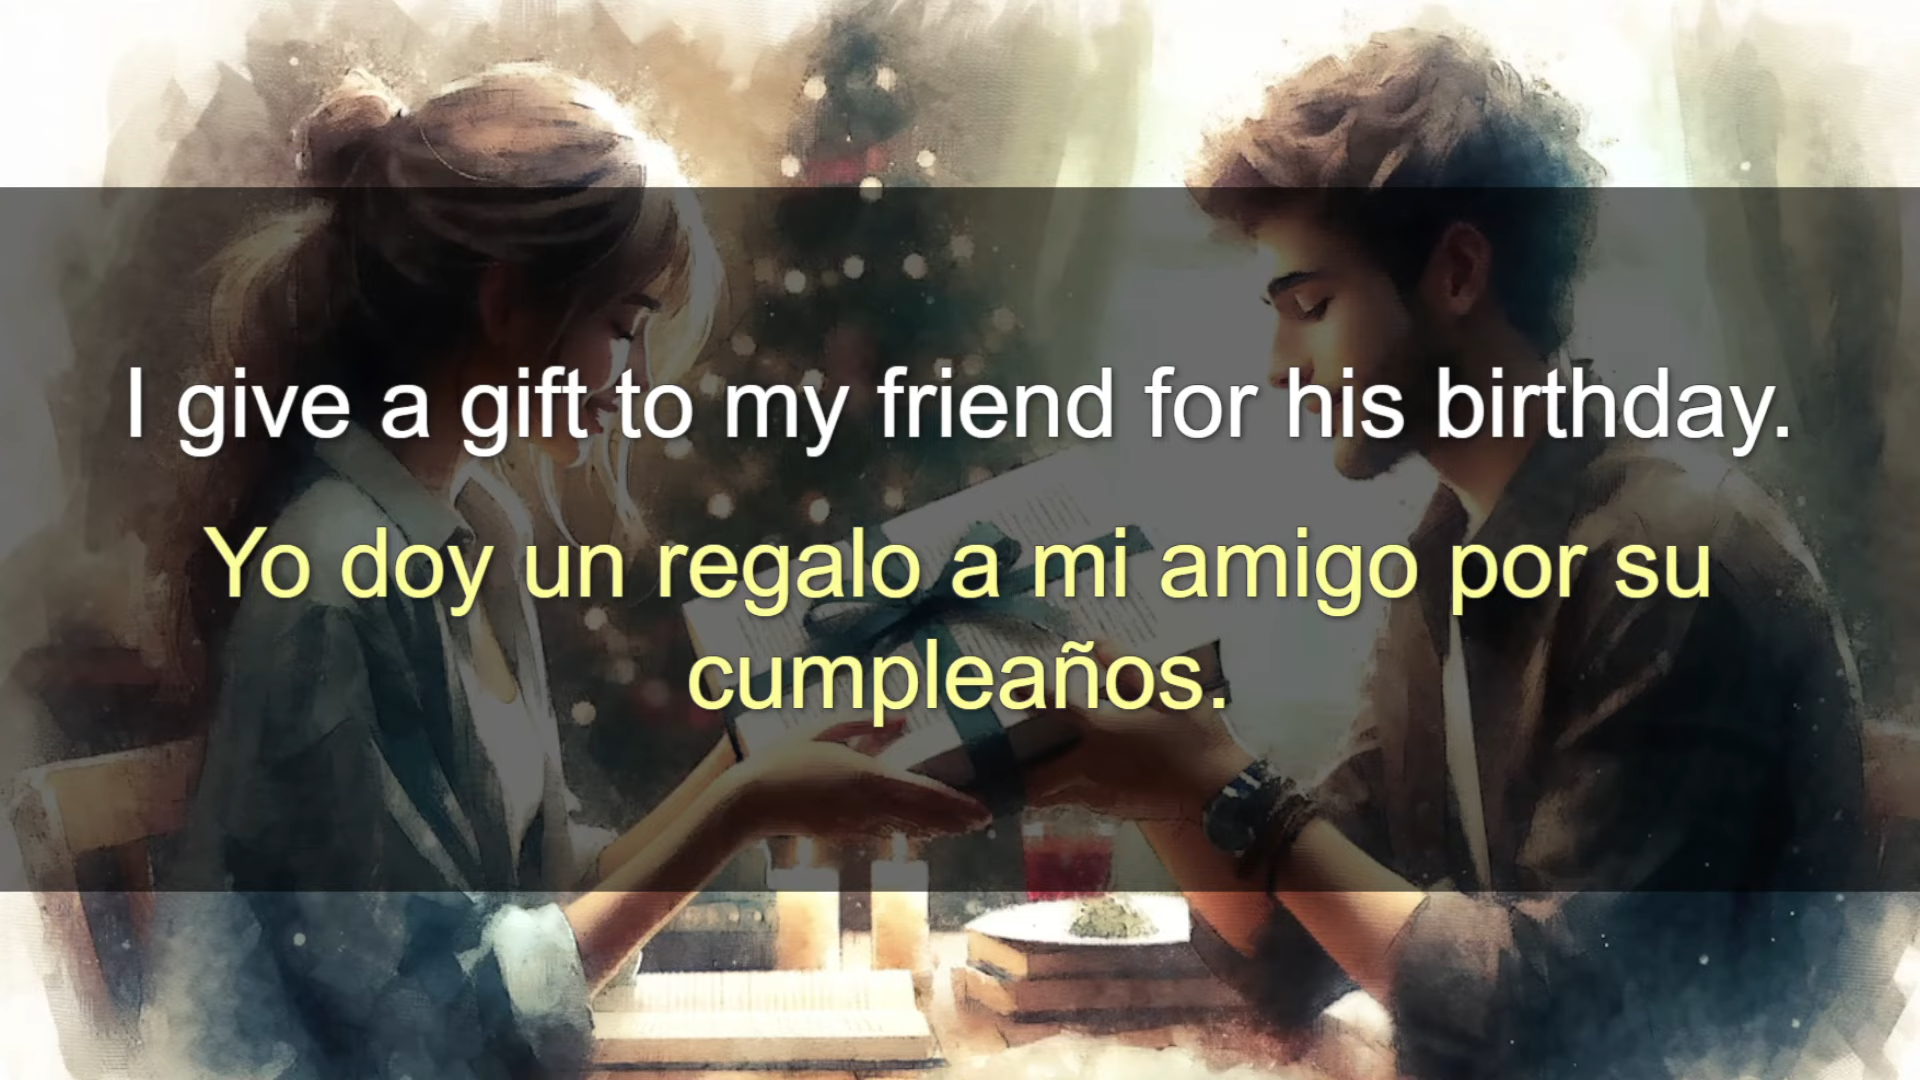 I give a gift to my friend for his birthday.
Yo doy un regalo a mi amigo por su
cumpleaños.